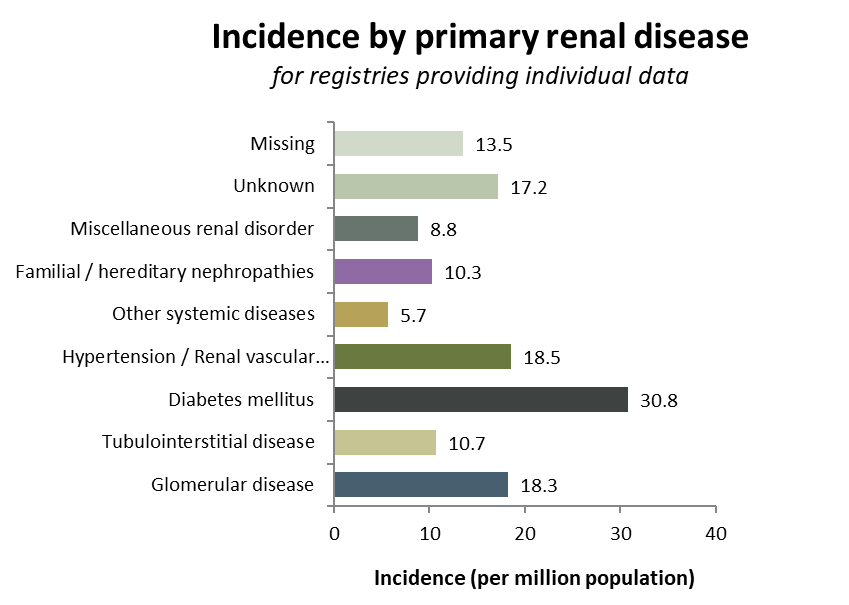 Incidence by primary renal disease
for registries providing individual data
Missing 13.5
Unknown 17.2
Miscellaneous renal disorder 8.8
Familial / hereditary nephropathies 10.3
Other systemic diseases 5.7
Hypertension / Renal vascular... 18.5
Diabetes mellitus 30.8
Tubulointerstitial disease 10.7
Glomerular disease 18.3
0 10 20 30 40
Incidence (per million population)